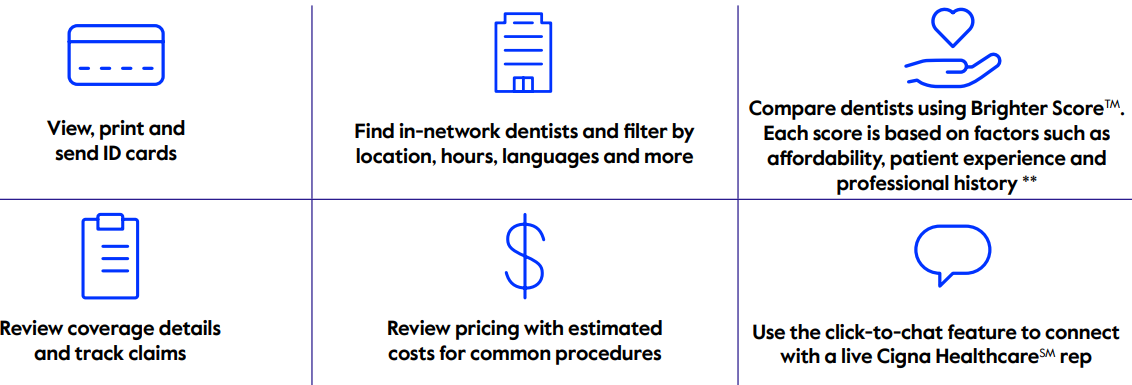 View, print and
send ID cards
Find in-network dentists and filter by
location, hours, languages and more
Compare dentists using Brighter Score™.
Each score is based on factors such as
affordability, patient experience and
professional history **
Review coverage details
and track claims
Review pricing with estimated
costs for common procedures
Use the click-to-chat feature to connect
with a live Cigna Healthcare℠ rep